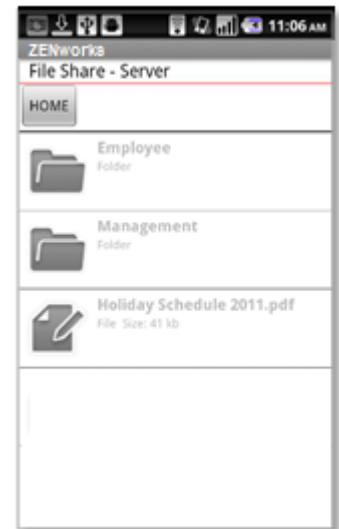 11:06 AM
ZENworks
File Share - Server
HOME
Employee
Folder
Management
Folder
Holiday Schedule 2011.pdf
File Size: 41 kb